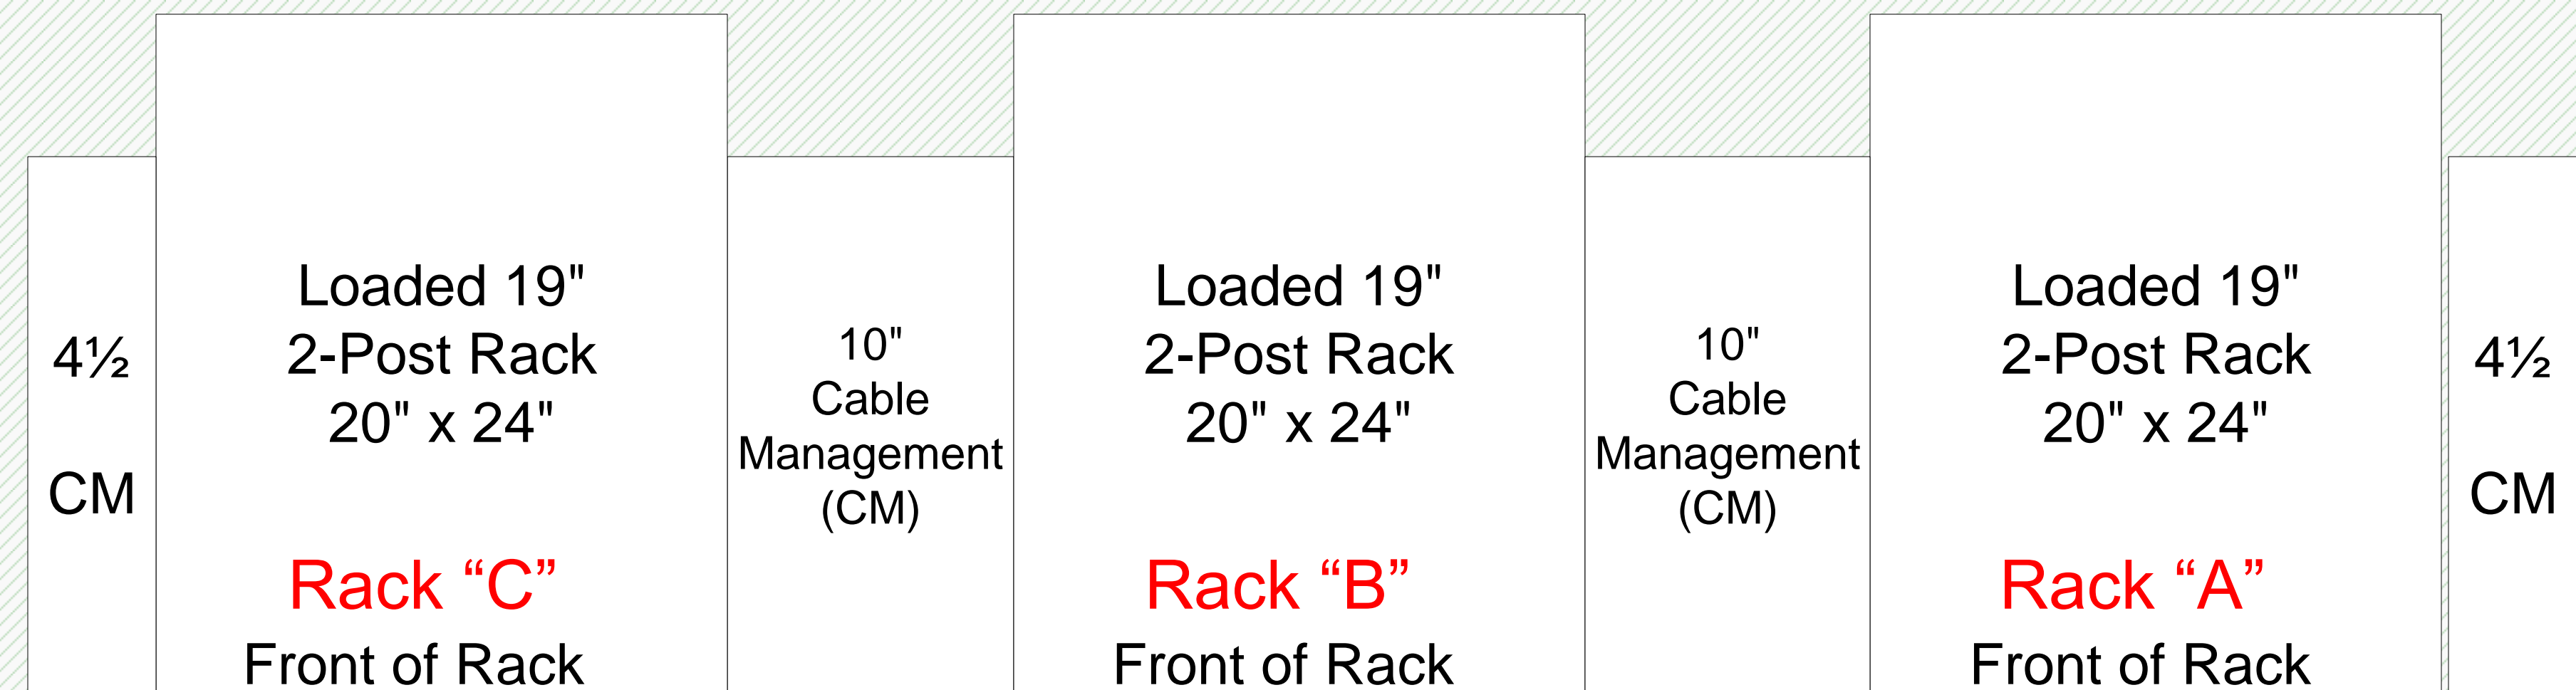 4½
CM
Loaded 19"
2-Post Rack
20" x 24"
Rack “C”
Front of Rack
10"
Cable
Management
(CM)
Loaded 19"
2-Post Rack
20" x 24"
Rack “B”
Front of Rack
10"
Cable
Management
(CM)
Loaded 19"
2-Post Rack
20" x 24"
Rack “A”
Front of Rack
4½
CM